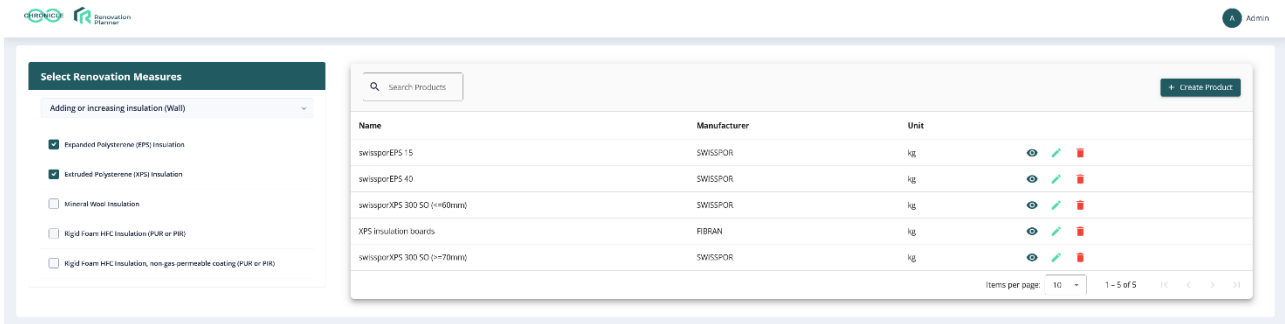 CHRONICLE
Renovation
Planner
A Admin
Select Renovation Measures
Adding or increasing insulation (Wall)
Expanded Polysterene (EPS) Insulation
Extruded Polysterene (XPS) Insulation
Mineral Wool Insulation
Rigid Foam HFC Insulation (PUR or PIR)
Rigid Foam HFC Insulation, non-gas-permeable coating (PUR or PIR)
Search Products
+ Create Product
Name Manufacturer Unit
swissporEPS 15 SWISSPOR kg
swissporEPS 40 SWISSPOR kg
swissporXPS 300 SO (<=60mm) SWISSPOR kg
XPS insulation boards FIBRAN kg
swissporXPS 300 SO (>=70mm) SWISSPOR kg
Items per page: 10 1 – 5 of 5